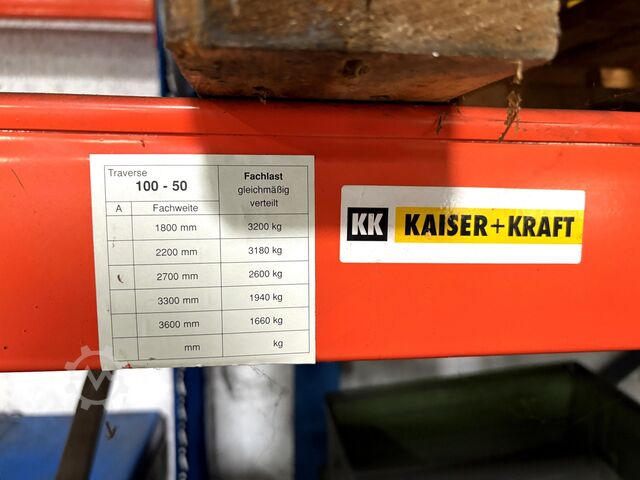 Traverse
100 - 50
Fachlast
gleichmäßig
verteilt
A Fachweite
1800 mm 3200 kg
2200 mm 3180 kg
2700 mm 2600 kg
3300 mm 1940 kg
3600 mm 1660 kg
mm kg
KK KAISER+KRAFT